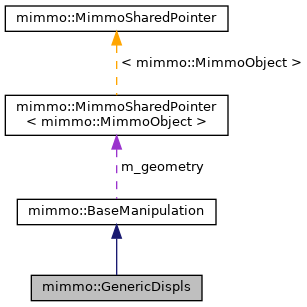 mimmo::MimmoSharedPointer
< mimmo::MimmoObject >
mimmo::MimmoSharedPointer
< mimmo::MimmoObject >
m_geometry
mimmo::BaseManipulation
mimmo::GenericDispls